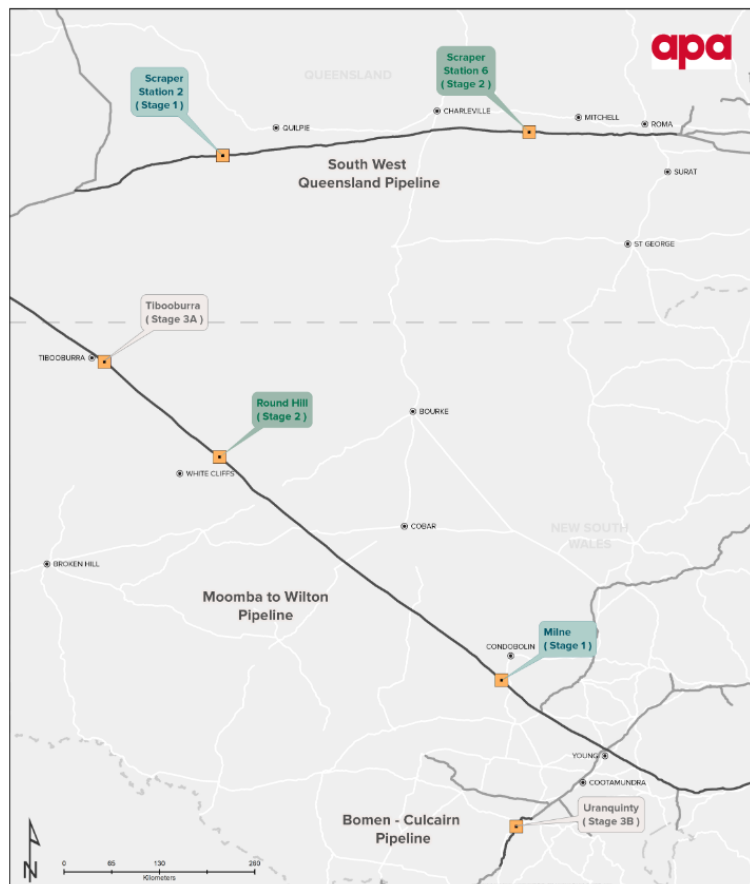 apa
QUEENSLAND
Scraper
Station 2
( Stage 1 )
Scraper
Station 6
( Stage 2 )
QUILPIE
CHARLEVILLE
MITCHELL
ROMA
South West
Queensland Pipeline
SURAT
ST GEORGE
Tibooburra
( Stage 3A )
TIBOOBURRA
Round Hill
( Stage 2 )
BOURKE
WHITE CLIFFS
COBAR
NEW SOUTH
WALES
BROKEN HILL
Moomba to Wilton
Pipeline
Milne
( Stage 1 )
CONDOBOLIN
YOUNG
COOTAMUNDRA
Uranquinty
( Stage 3B )
Bomen - Culcairn
Pipeline
N
0 65 130 260
Kilometers